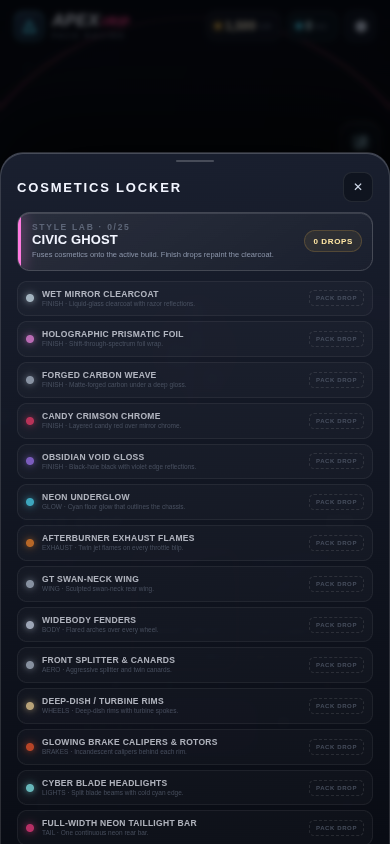 APEX
COSMETICS LOCKER
×
STYLE LAB · 0/25
CIVIC GHOST
Fuses cosmetics onto the active build. Finish drops repaint the clearcoat.
0 DROPS
WET MIRROR CLEARCOAT
FINISH · Liquid-glass clearcoat with razor reflections.
PACK DROP
HOLOGRAPHIC PRISMATIC FOIL
FINISH · Shift-through-spectrum foil wrap.
PACK DROP
FORGED CARBON WEAVE
FINISH · Matte-forged carbon under a deep gloss.
PACK DROP
CANDY CRIMSON CHROME
FINISH · Layered candy red over mirror chrome.
PACK DROP
OBSIDIAN VOID GLOSS
FINISH · Black-hole black with violet edge reflections.
PACK DROP
NEON UNDERGLOW
GLOW · Cyan floor glow that outlines the chassis.
PACK DROP
AFTERBURNER EXHAUST FLAMES
EXHAUST · Twin jet flames on every throttle blip.
PACK DROP
GT SWAN-NECK WING
WING · Sculpted swan-neck rear wing.
PACK DROP
WIDEBODY FENDERS
BODY · Flared arches over every wheel.
PACK DROP
FRONT SPLITTER & CANARDS
AERO · Aggressive splitter and twin canards.
PACK DROP
DEEP-DISH / TURBINE RIMS
WHEELS · Deep-dish rims with turbine spokes.
PACK DROP
GLOWING BRAKE CALIPERS & ROTORS
BRAKES · Incandescent calipers behind each rim.
PACK DROP
CYBER BLADE HEADLIGHTS
LIGHTS · Split blade beams with cold cyan edge.
PACK DROP
FULL-WIDTH NEON TAILLIGHT BAR
TAIL · One continuous neon rear bar.
PACK DROP